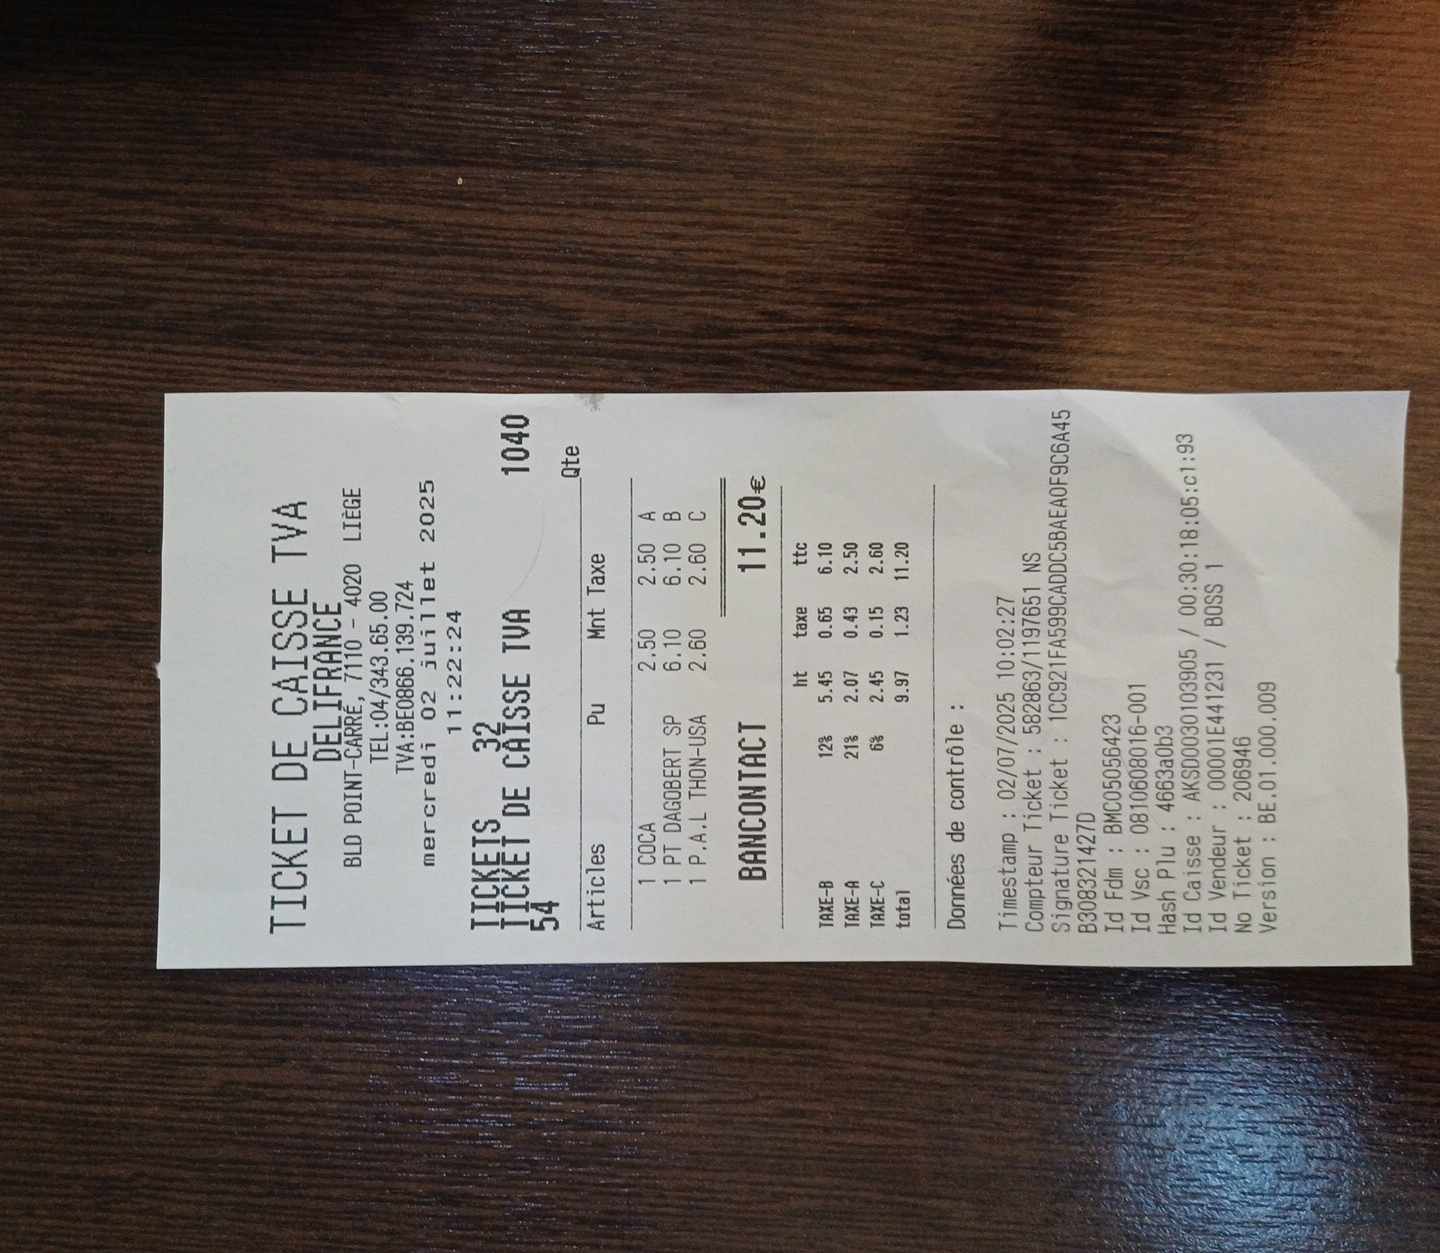 TICKET DE CAISSE TVA
DELIFRANCE
BLD POINT-CARRÉ, 7110 - 4020 LIÈGE
TEL:04/343.65.00
TVA:BE0866.139.724
mercredi 02 juillet 2025
11:22:24
TICKETS 32
TICKET DE CAISSE TVA 1040
54
Qte
Articles Pu Mnt Taxe
1 COCA 2.50 2.50 A
1 PT DAGOBERT SP 6.10 6.10 B
1 P.A.L THON-USA 2.60 2.60 C
BANCONTACT 11.20€
ht taxe ttc
TAXE-B 12% 5.45 0.65 6.10
TAXE-A 21% 2.07 0.43 2.50
TAXE-C 6% 2.45 0.15 2.60
total 9.97 1.23 11.20
Données de contrôle :
Timestamp : 02/07/2025 10:02:27
Compteur Ticket : 582863/1197651 NS
Signature Ticket : 1CC921FA599CADDC5BAEA0F9C6A45
B308321427D
Id Fdm : BMC05056423
Id Vsc : 0810608016-001
Hash Plu : 4663a0b3
Id Caisse : AKSD0030103905 / 00:30:18:05:c1:93
Id Vendeur : 00001E441231 / BOSS 1
No Ticket : 206946
Version : BE.01.000.009